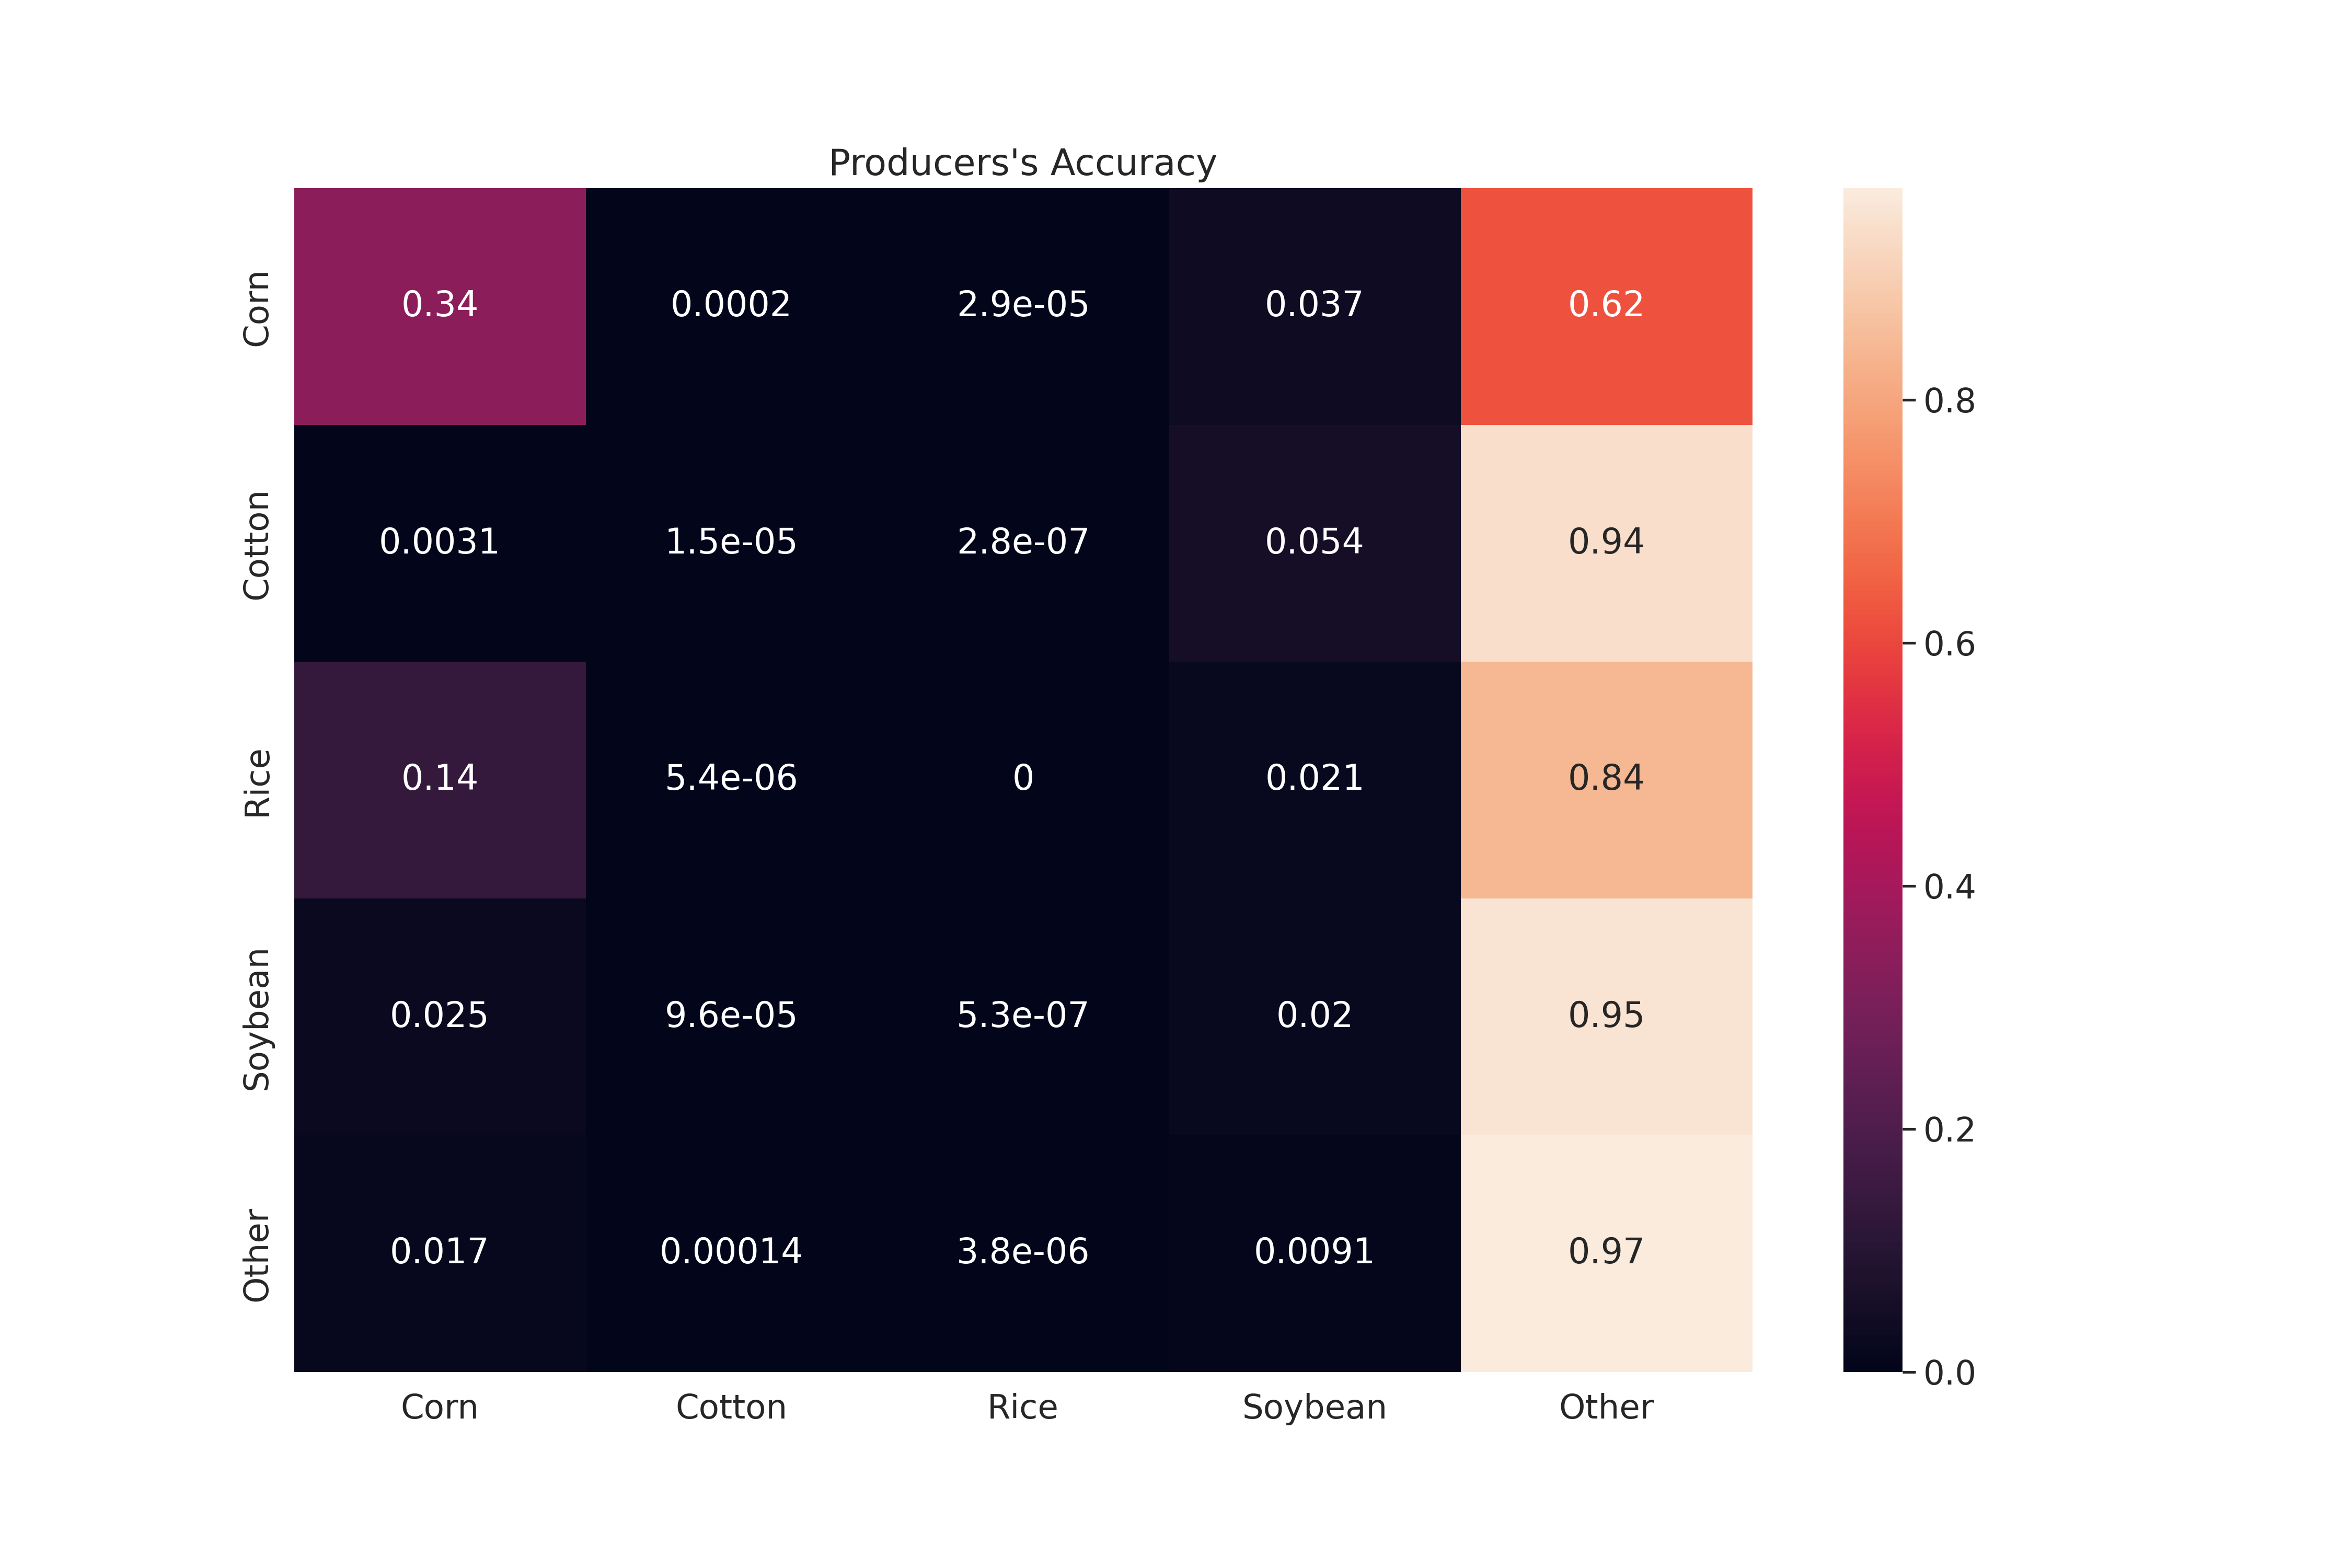 Producers's Accuracy
Corn 0.34 0.0002 2.9e-05 0.037 0.62
Cotton 0.0031 1.5e-05 2.8e-07 0.054 0.94
Rice 0.14 5.4e-06 0 0.021 0.84
Soybean 0.025 9.6e-05 5.3e-07 0.02 0.95
Other 0.017 0.00014 3.8e-06 0.0091 0.97
Corn Cotton Rice Soybean Other
0.8
0.6
0.4
0.2
0.0